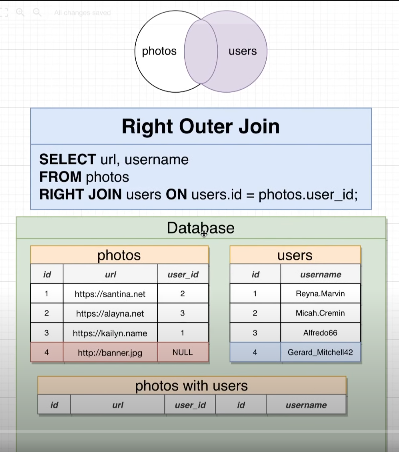 photos users
Right Outer Join
SELECT url, username
FROM photos
RIGHT JOIN users ON users.id = photos.user_id;
Database
photos
id url user_id
1 https://santina.net 2
2 https://alayna.net 3
3 https://kailyn.name 1
4 http://banner.jpg NULL
users
id username
1 Reyna.Marvin
2 Micah.Cremin
3 Alfredo66
4 Gerard_Mitchell42
photos with users
id url user_id id username